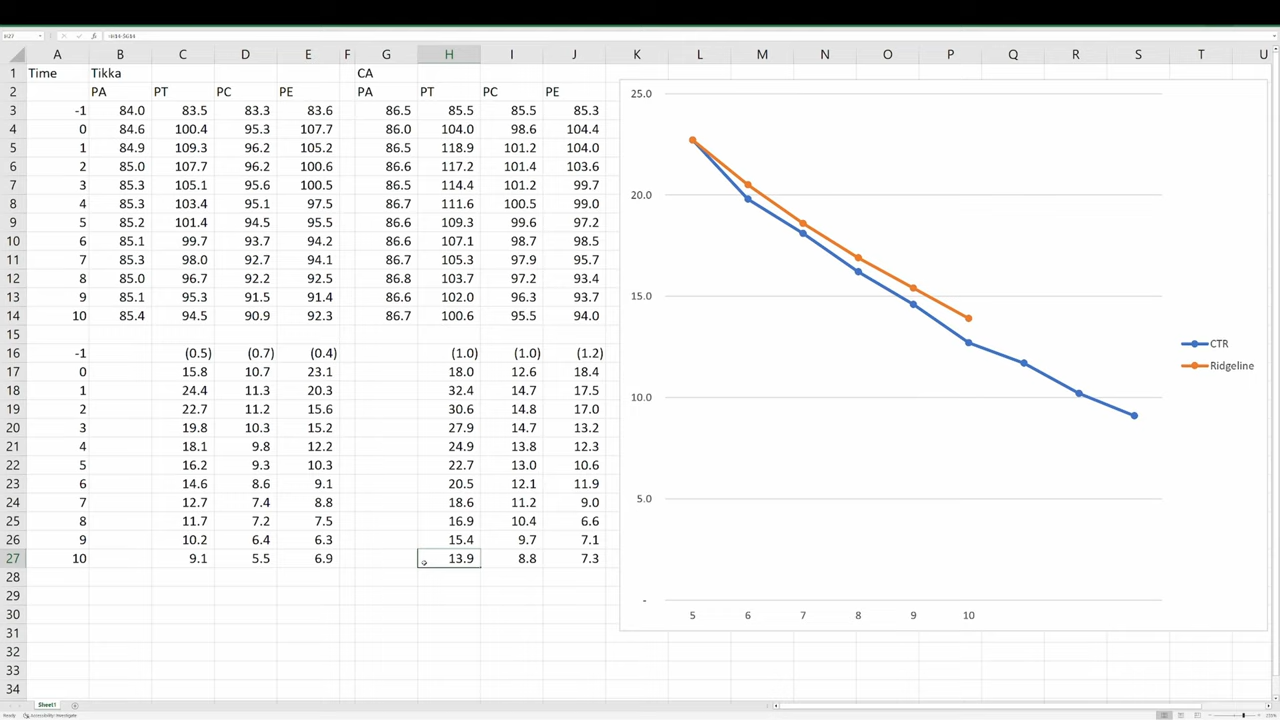 H27 =H14-$G14
A B C D E F G H I J K L M N O P Q R S T U
1 Time Tikka CA
2 PA PT PC PE PA PT PC PE
3 -1 84.0 83.5 83.3 83.6 86.5 85.5 85.5 85.3
4 0 84.6 100.4 95.3 107.7 86.0 104.0 98.6 104.4
5 1 84.9 109.3 96.2 105.2 86.5 118.9 101.2 104.0
6 2 85.0 107.7 96.2 100.6 86.6 117.2 101.4 103.6
7 3 85.3 105.1 95.6 100.5 86.5 114.4 101.2 99.7
8 4 85.3 103.4 95.1 97.5 86.7 111.6 100.5 99.0
9 5 85.2 101.4 94.5 95.5 86.6 109.3 99.6 97.2
10 6 85.1 99.7 93.7 94.2 86.6 107.1 98.7 98.5
11 7 85.3 98.0 92.7 94.1 86.7 105.3 97.9 95.7
12 8 85.0 96.7 92.2 92.5 86.8 103.7 97.2 93.4
13 9 85.1 95.3 91.5 91.4 86.6 102.0 96.3 93.7
14 10 85.4 94.5 90.9 92.3 86.7 100.6 95.5 94.0
15
16 -1 (0.5) (0.7) (0.4) (1.0) (1.0) (1.2)
17 0 15.8 10.7 23.1 18.0 12.6 18.4
18 1 24.4 11.3 20.3 32.4 14.7 17.5
19 2 22.7 11.2 15.6 30.6 14.8 17.0
20 3 19.8 10.3 15.2 27.9 14.7 13.2
21 4 18.1 9.8 12.2 24.9 13.8 12.3
22 5 16.2 9.3 10.3 22.7 13.0 10.6
23 6 14.6 8.6 9.1 20.5 12.1 11.9
24 7 12.7 7.4 8.8 18.6 11.2 9.0
25 8 11.7 7.2 7.5 16.9 10.4 6.6
26 9 10.2 6.4 6.3 15.4 9.7 7.1
27 10 9.1 5.5 6.9 13.9 8.8 7.3
28
29
30
31
32
33
34
25.0
20.0
15.0
10.0
5.0
-
5 6 7 8 9 10
CTR
Ridgeline
Sheet1
Ready Accessibility: Investigate